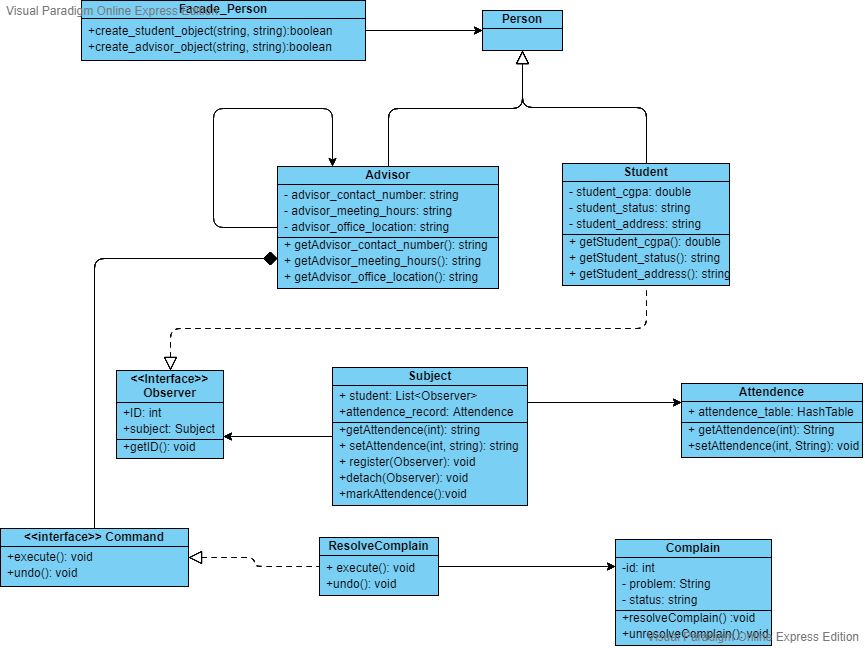 Visual Paradigm Online Express Edition
Facade_Person
+create_student_object(string, string):boolean
+create_advisor_object(string, string):boolean
Person
Advisor
- advisor_contact_number: string
- advisor_meeting_hours: string
- advisor_office_location: string
+ getAdvisor_contact_number(): string
+ getAdvisor_meeting_hours(): string
+ getAdvisor_office_location(): string
Student
- student_cgpa: double
- student_status: string
- student_address: string
+ getStudent_cgpa(): double
+ getStudent_status(): string
+ getStudent_address(): string
<<Interface>>
Observer
+ID: int
+subject: Subject
+getID(): void
Subject
+ student: List<Observer>
+attendence_record: Attendence
+getAttendence(int): string
+ setAttendence(int, string): string
+ register(Observer): void
+detach(Observer): void
+markAttendence():void
Attendence
+ attendence_table: HashTable
+ getAttendence(int): String
+setAttendence(int, String): void
<<interface>> Command
+execute(): void
+undo(): void
ResolveComplain
+ execute(): void
+undo(): void
Complain
-id: int
- problem: String
- status: string
+resolveComplain() :void
+unresolveComplain(): void
Visual Paradigm Online Express Edition